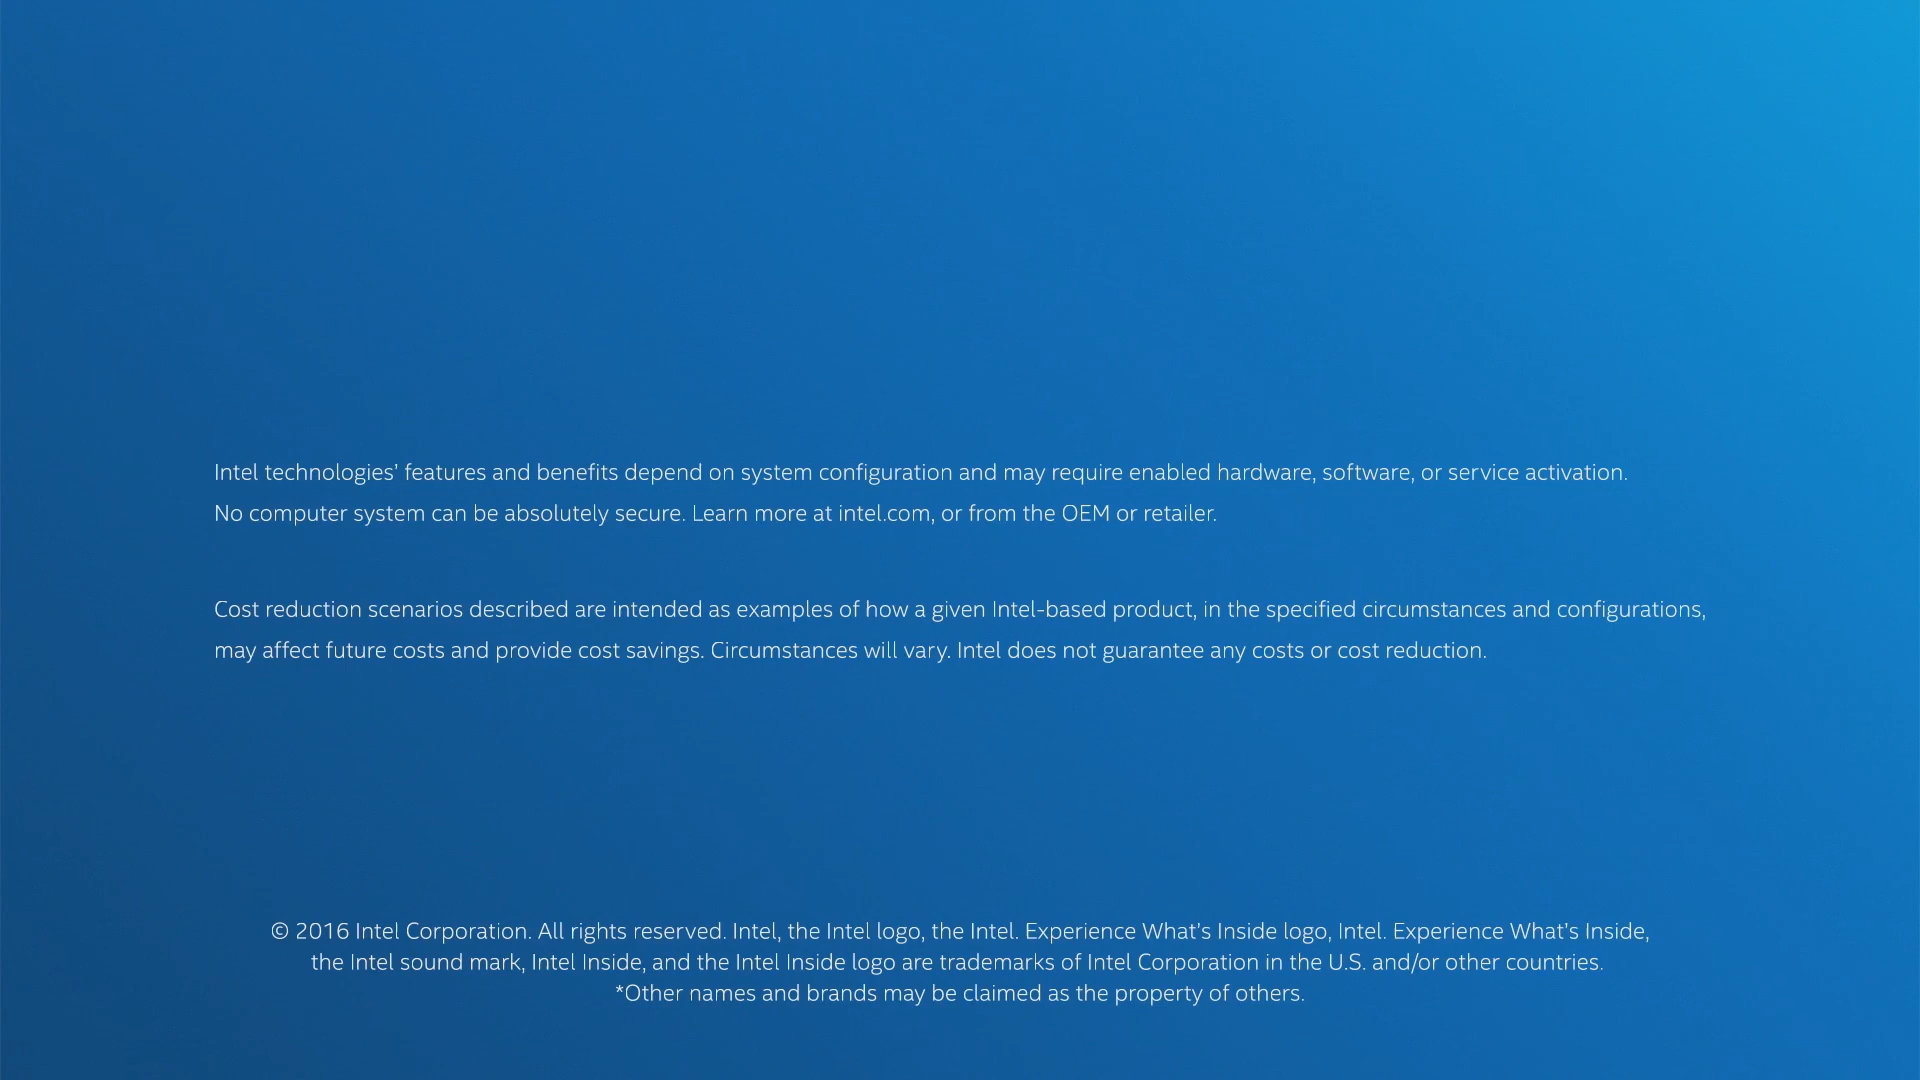 Intel technologies’ features and benefits depend on system configuration and may require enabled hardware, software, or service activation.
No computer system can be absolutely secure. Learn more at intel.com, or from the OEM or retailer.
Cost reduction scenarios described are intended as examples of how a given Intel-based product, in the specified circumstances and configurations,
may affect future costs and provide cost savings. Circumstances will vary. Intel does not guarantee any costs or cost reduction.
© 2016 Intel Corporation. All rights reserved. Intel, the Intel logo, the Intel. Experience What’s Inside logo, Intel. Experience What’s Inside,
the Intel sound mark, Intel Inside, and the Intel Inside logo are trademarks of Intel Corporation in the U.S. and/or other countries.
*Other names and brands may be claimed as the property of others.